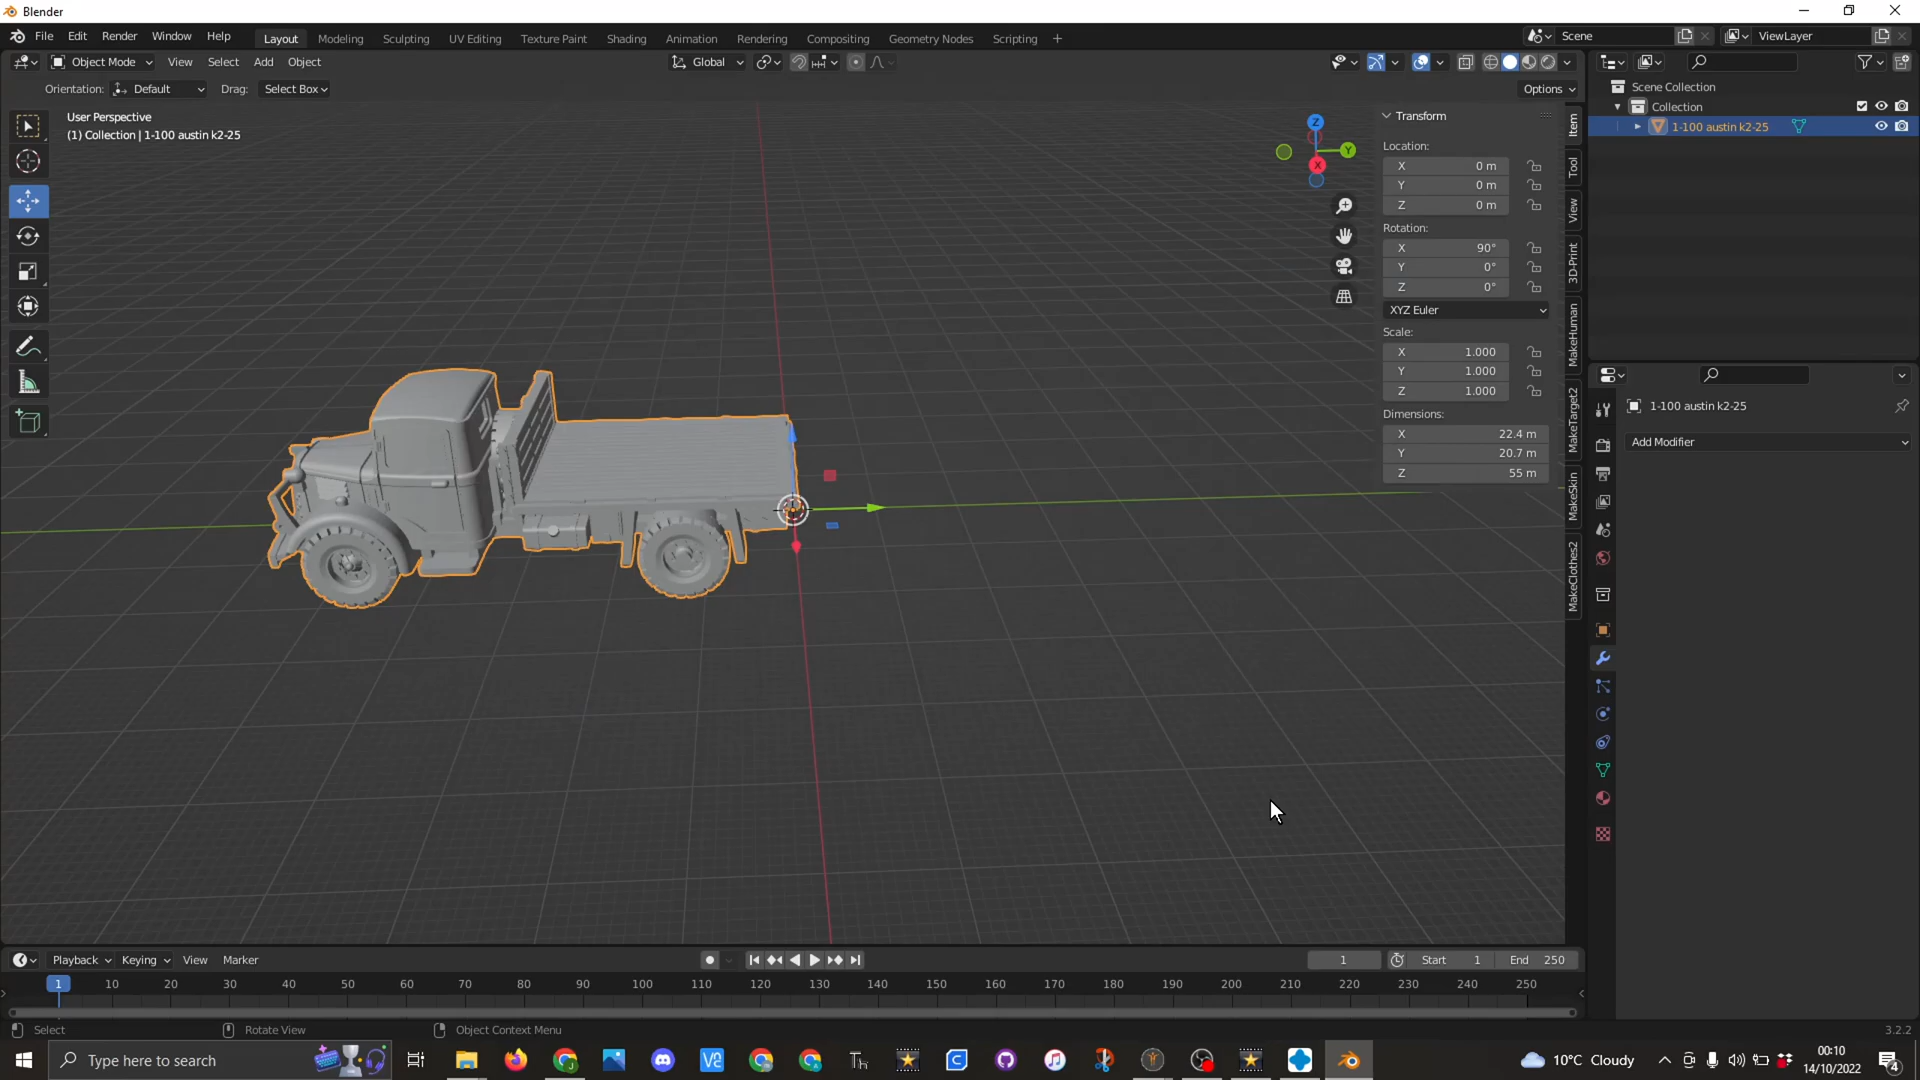 Blender
File Edit Render Window Help
Layout Modeling Sculpting UV Editing Texture Paint Shading Animation Rendering Compositing Geometry Nodes Scripting +
Scene
ViewLayer
Object Mode View Select Add Object
Global
Orientation: Default Drag: Select Box
Options
User Perspective
(1) Collection | 1-100 austin k2-25
Z
Y
X
Transform
Location:
X 0 m
Y 0 m
Z 0 m
Rotation:
X 90°
Y 0°
Z 0°
XYZ Euler
Scale:
X 1.000
Y 1.000
Z 1.000
Dimensions:
X 22.4 m
Y 20.7 m
Z 55 m
Item
Tool
View
3D-Print
MakeHuman
MakeTarget2
MakeSkin
MakeClothes2
Scene Collection
Collection
1-100 austin k2-25
1-100 austin k2-25
Add Modifier
Playback Keying View Marker
1
Start 1
End 250
1 10 20 30 40 50 60 70 80 90 100 110 120 130 140 150 160 170 180 190 200 210 220 230 240 250
Select
Rotate View
Object Context Menu
3.2.2
Type here to search
10°C Cloudy
00:10
14/10/2022
4